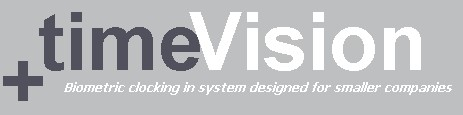 +timeVision
Biometric clocking in system designed for smaller companies